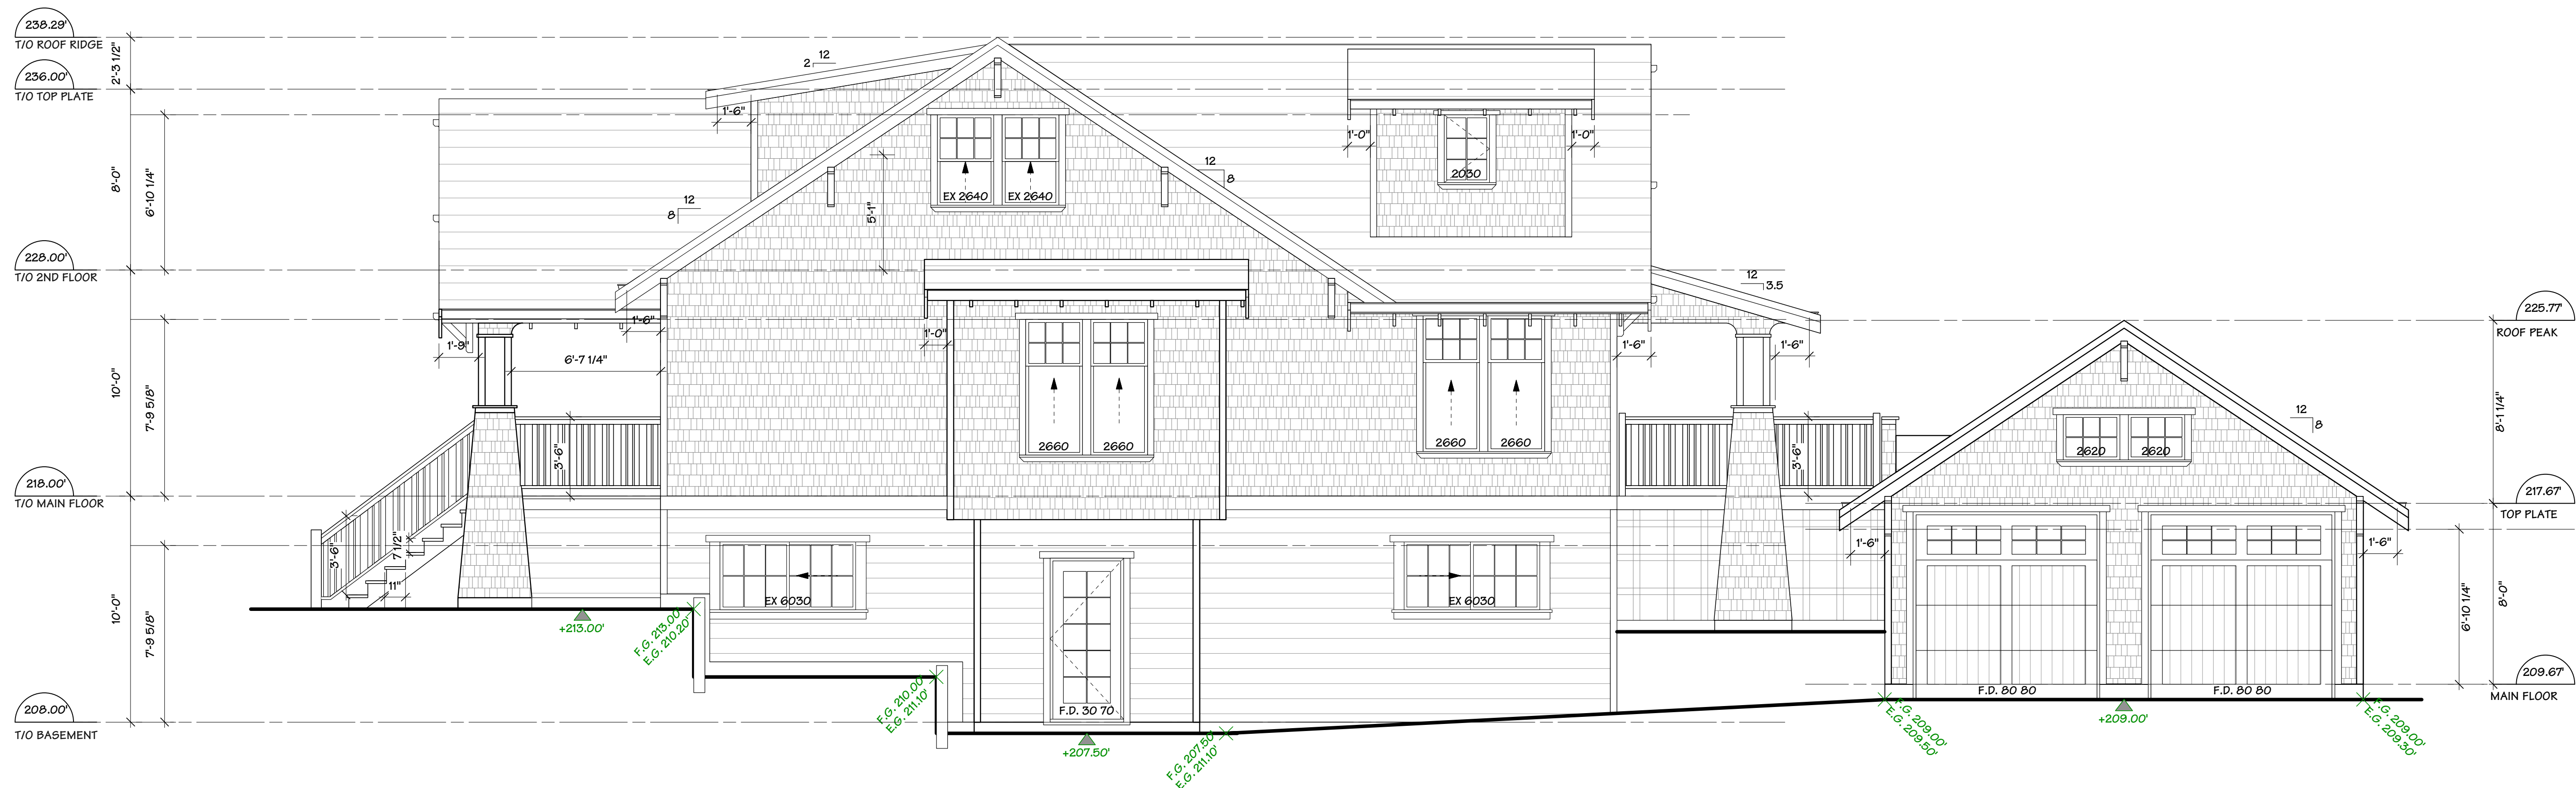 238.29'
T/O ROOF RIDGE
2'-3 1/2"
236.00'
T/O TOP PLATE
8'-0"
6'-10 1/4"
228.00'
T/O 2ND FLOOR
10'-0"
7'-9 5/8"
218.00'
T/O MAIN FLOOR
10'-0"
7'-9 5/8"
208.00'
T/O BASEMENT
12
2
1'-6"
12
8
EX 2640
EX 2640
5'-1"
12
8
1'-0"
1'-0"
2030
12
3.5
1'-9"
1'-6"
6'-7 1/4"
1'-0"
2660
2660
2660
2660
1'-6"
1'-6"
3'-6"
3'-6"
3'-6"
7 1/2"
11"
EX 6030
EX 6030
F.D. 30 70
+213.00'
F.G. 213.00'
E.G. 210.20'
F.G. 210.00'
E.G. 211.10'
+207.50'
F.G. 207.50'
E.G. 211.10'
12
8
2620
2620
1'-6"
1'-6"
F.D. 80 80
F.D. 80 80
F.G. 209.00'
E.G. 209.50'
+209.00'
F.G. 209.00'
E.G. 209.30'
225.77'
ROOF PEAK
8'-1 1/4"
217.67'
TOP PLATE
6'-10 1/4"
8'-0"
209.67'
MAIN FLOOR